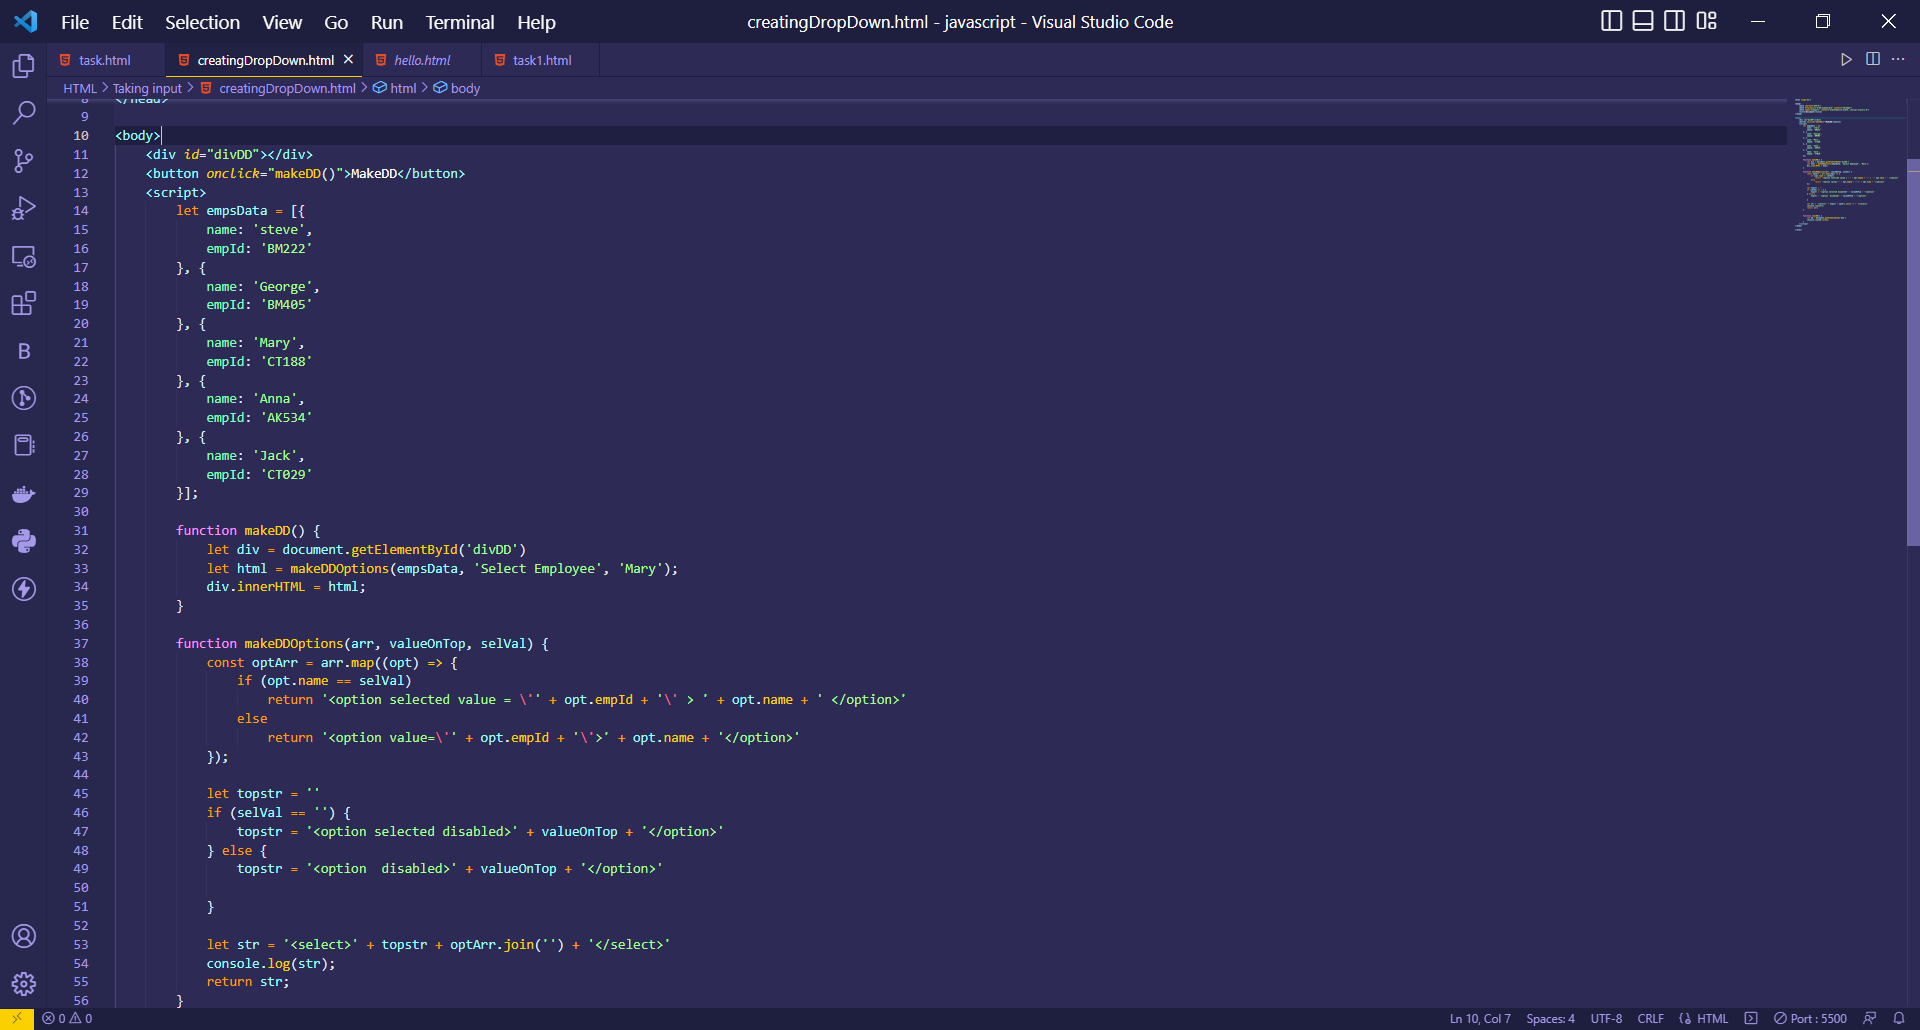 File Edit Selection View Go Run Terminal Help creatingDropDown.html - javascript - Visual Studio Code
task.html creatingDropDown.html hello.html task1.html
HTML > Taking input > creatingDropDown.html > html > body
8 </head>
9
10 <body>
11     <div id="divDD"></div>
12     <button onclick="makeDD()">MakeDD</button>
13     <script>
14         let empsData = [{
15             name: 'steve',
16             empId: 'BM222'
17         }, {
18             name: 'George',
19             empId: 'BM405'
20         }, {
21             name: 'Mary',
22             empId: 'CT188'
23         }, {
24             name: 'Anna',
25             empId: 'AK534'
26         }, {
27             name: 'Jack',
28             empId: 'CT029'
29         }];
30
31         function makeDD() {
32             let div = document.getElementById('divDD')
33             let html = makeDDOptions(empsData, 'Select Employee', 'Mary');
34             div.innerHTML = html;
35         }
36
37         function makeDDOptions(arr, valueOnTop, selVal) {
38             const optArr = arr.map((opt) => {
39                 if (opt.name == selVal)
40                     return '<option selected value = \'' + opt.empId + '\' > ' + opt.name + ' </option>'
41                 else
42                     return '<option value=\'' + opt.empId + '\'>' + opt.name + '</option>'
43             });
44
45             let topstr = ''
46             if (selVal == '') {
47                 topstr = '<option selected disabled>' + valueOnTop + '</option>'
48             } else {
49                 topstr = '<option  disabled>' + valueOnTop + '</option>'
50
51             }
52
53             let str = '<select>' + topstr + optArr.join('') + '</select>'
54             console.log(str);
55             return str;
56         }
0 0 Ln 10, Col 7 Spaces: 4 UTF-8 CRLF HTML Port : 5500